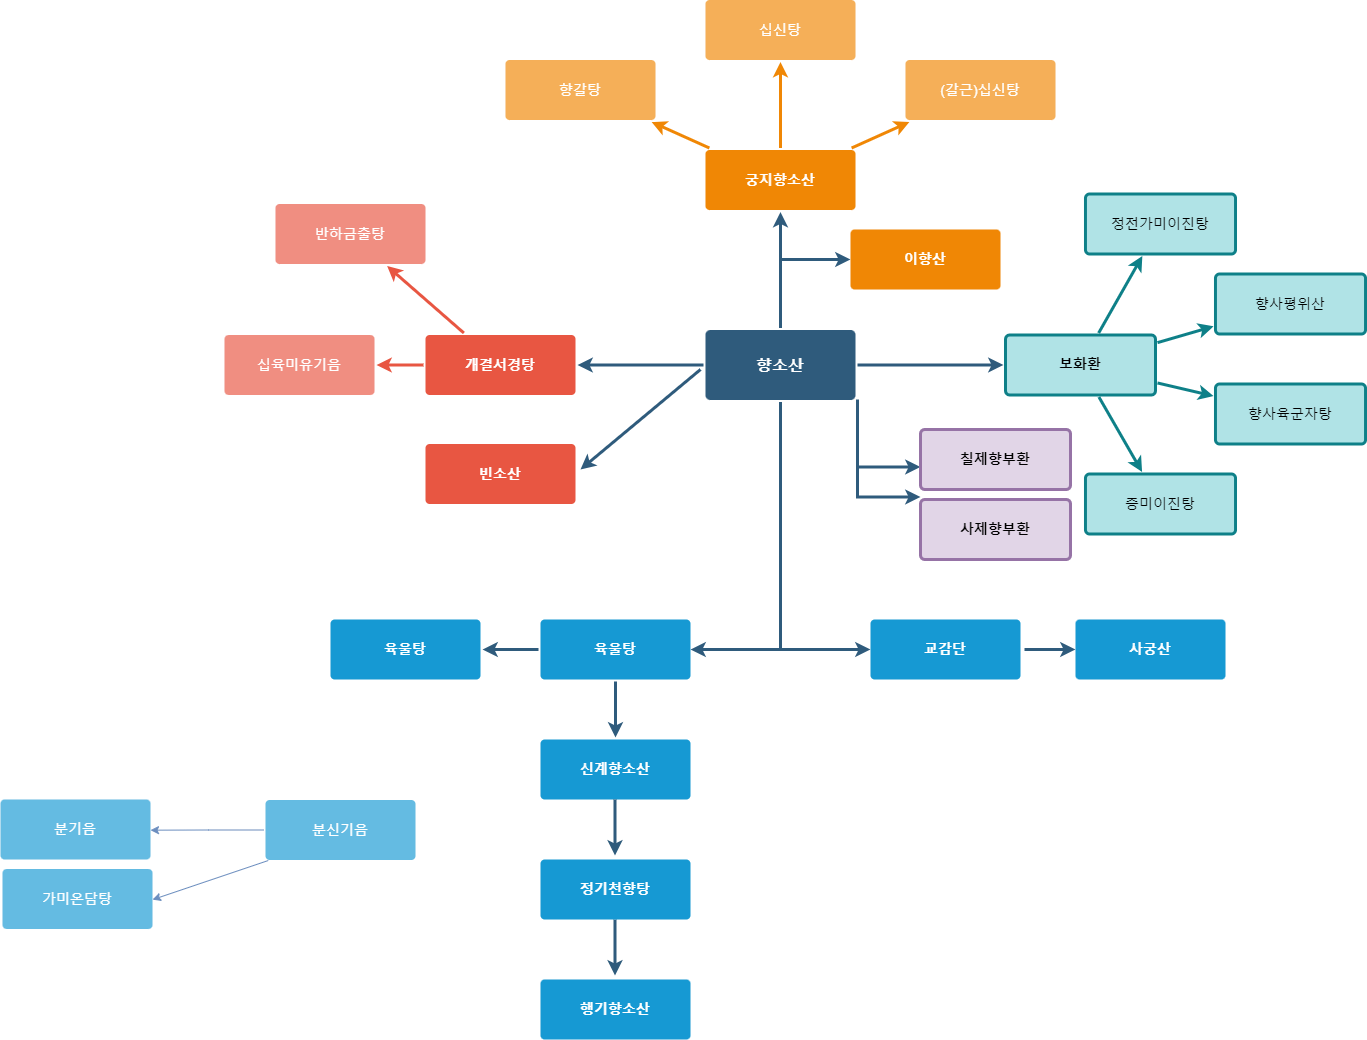 십신탕
향갈탕
(갈근)십신탕
궁지향소산
정전가미이진탕
반하금출탕
이향산
향사평위산
십육미유기음
개결서경탕
향소산
보화환
향사육군자탕
칠제향부환
빈소산
증미이진탕
사제향부환
육울탕
육울탕
교감단
사궁산
신계향소산
분기음
분신기음
정기천향탕
가미온담탕
행기향소산